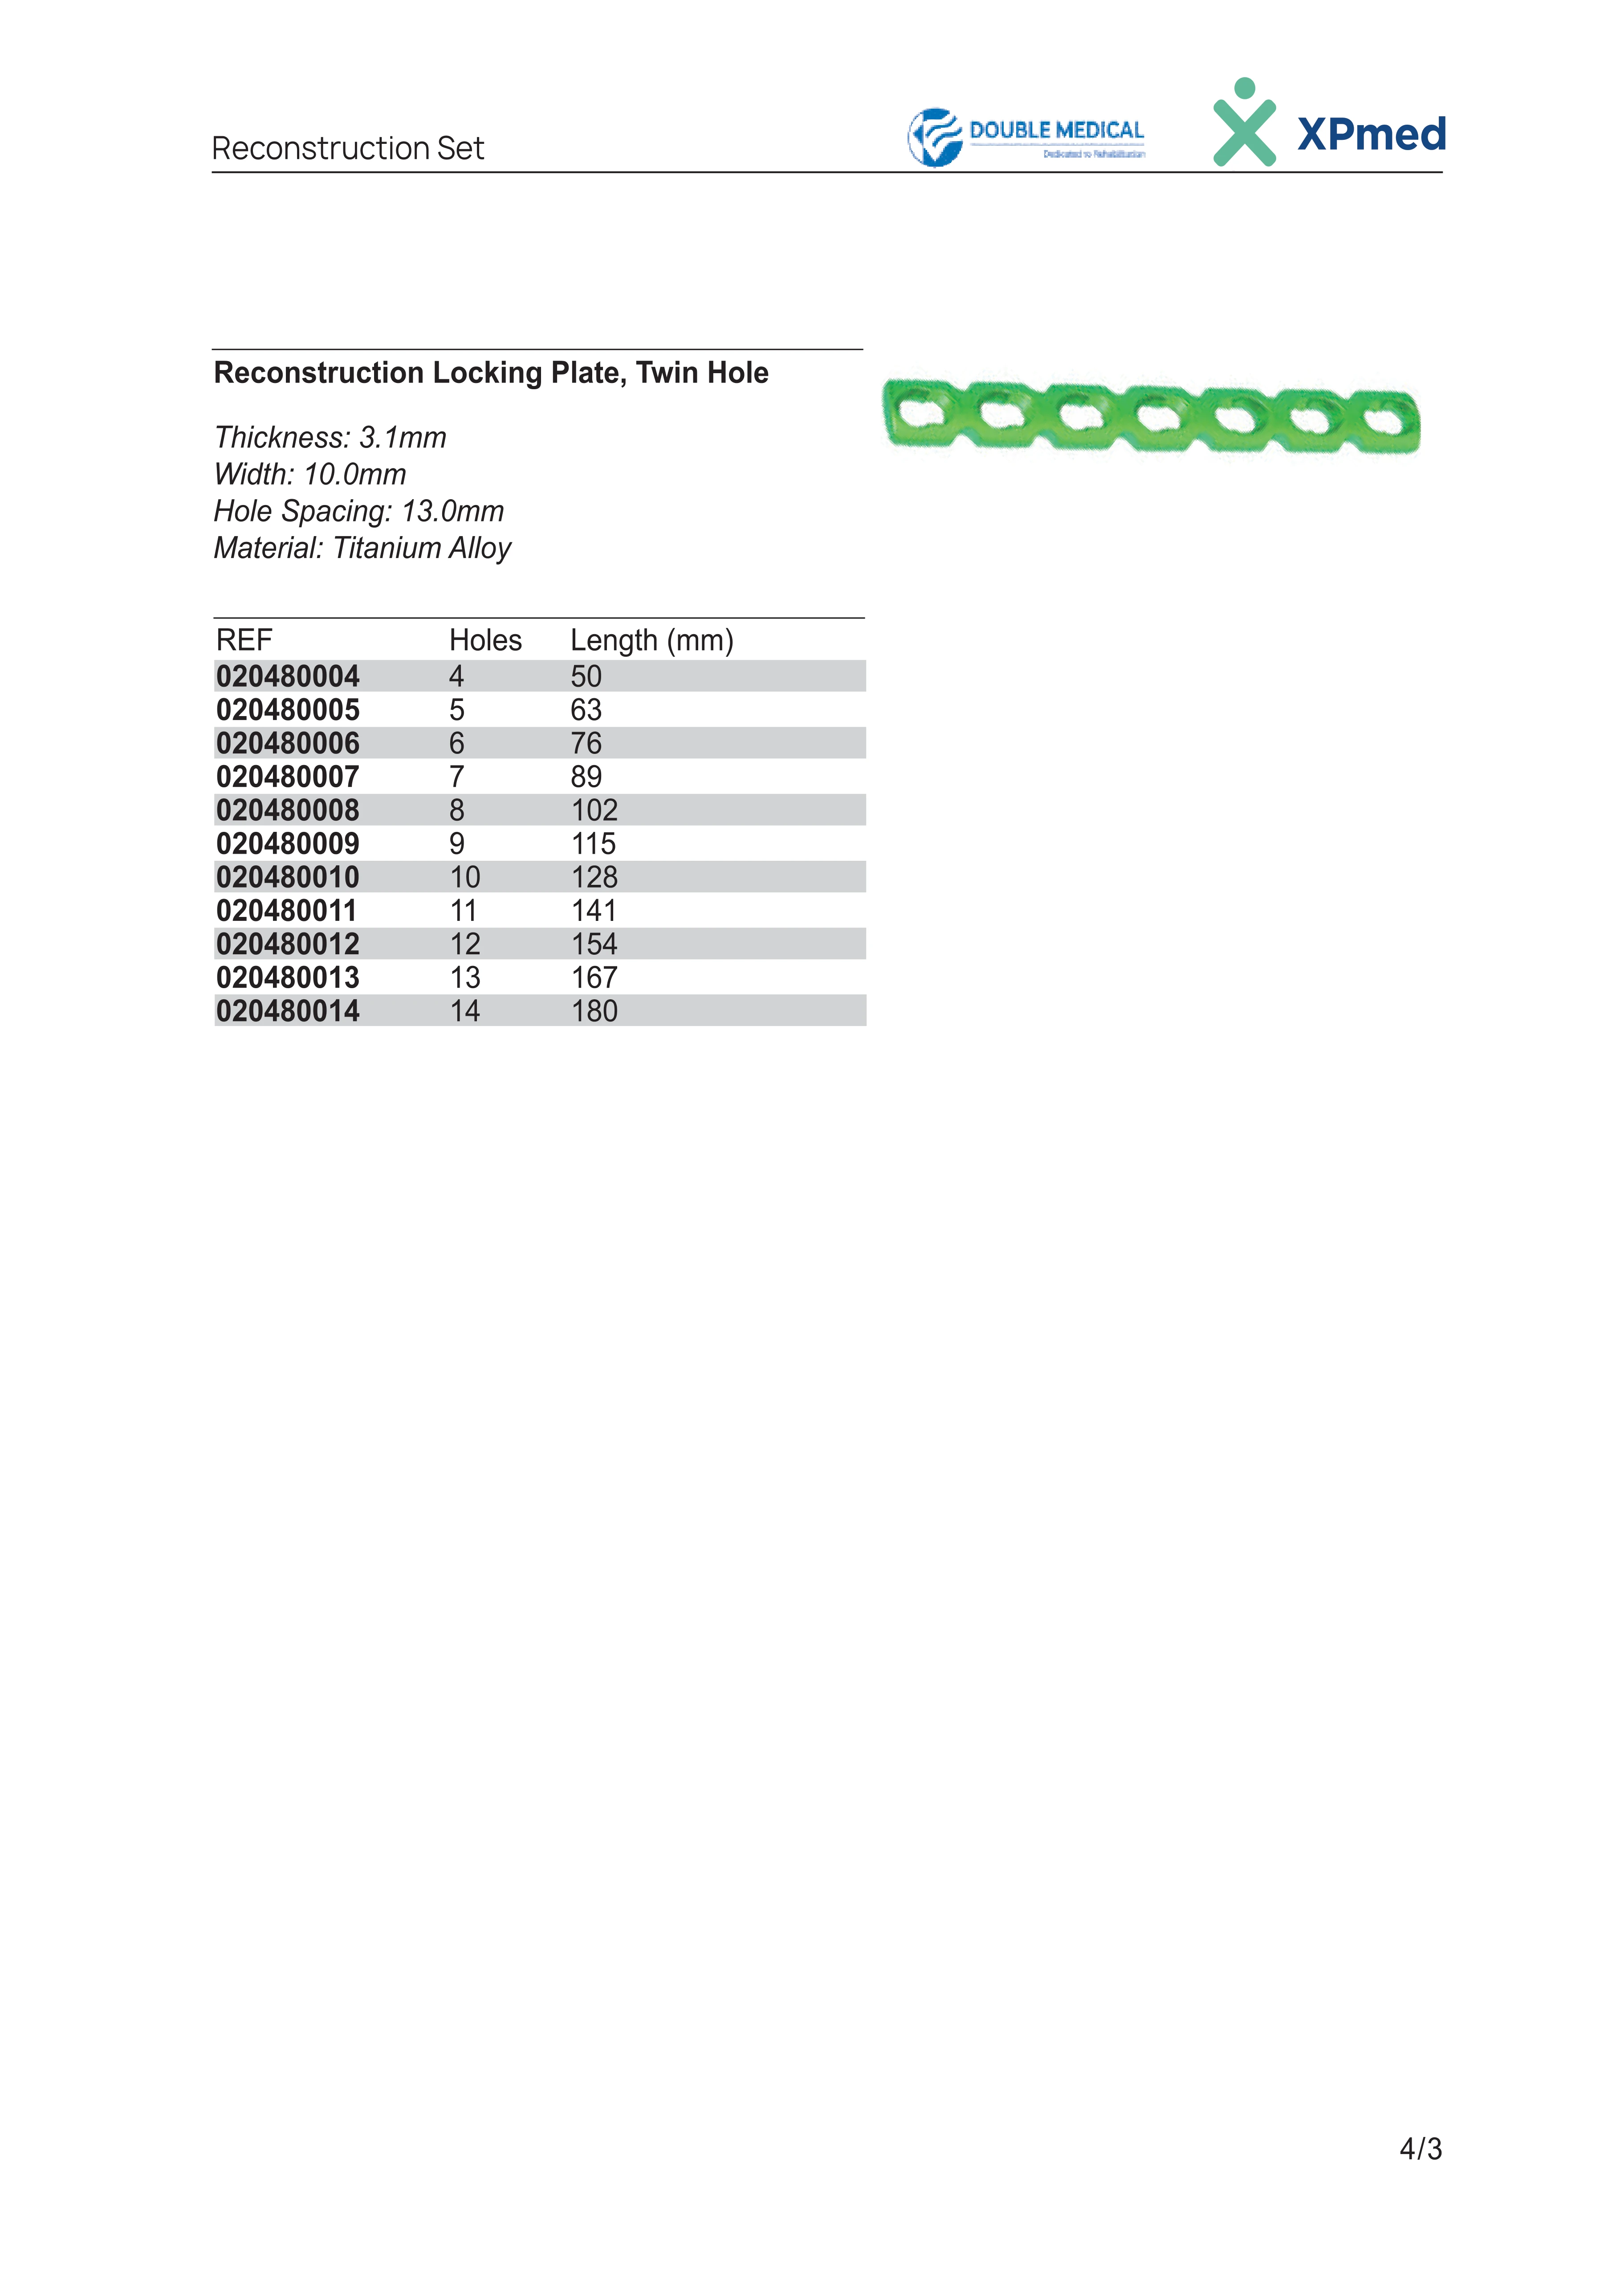 Reconstruction Set
DOUBLE MEDICAL
Dedicated to Rehabilitation
XPmed
Reconstruction Locking Plate, Twin Hole
Thickness: 3.1mm
Width: 10.0mm
Hole Spacing: 13.0mm
Material: Titanium Alloy
REF Holes Length (mm)
020480004 4 50
020480005 5 63
020480006 6 76
020480007 7 89
020480008 8 102
020480009 9 115
020480010 10 128
020480011 11 141
020480012 12 154
020480013 13 167
020480014 14 180
4/3